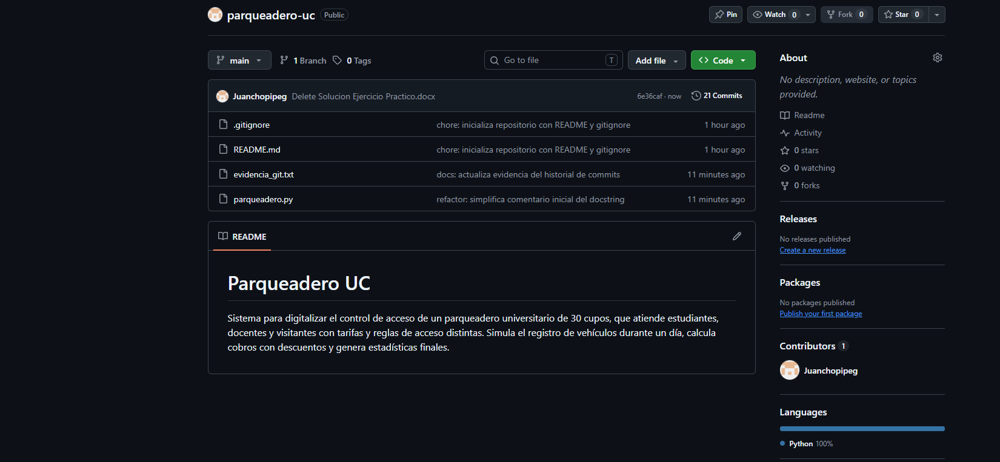 parqueadero-uc Public
Pin
Watch 0
Fork 0
Star 0
main
1 Branch
0 Tags
Go to file T
Add file
Code
Juanchopipeg Delete Solucion Ejercicio Practico.docx 6e36caf · now 21 Commits
.gitignore chore: inicializa repositorio con README y gitignore 1 hour ago
README.md chore: inicializa repositorio con README y gitignore 1 hour ago
evidencia_git.txt docs: actualiza evidencia del historial de commits 11 minutes ago
parqueadero.py refactor: simplifica comentario inicial del docstring 11 minutes ago
README
Parqueadero UC
Sistema para digitalizar el control de acceso de un parqueadero universitario de 30 cupos, que atiende estudiantes,
docentes y visitantes con tarifas y reglas de acceso distintas. Simula el registro de vehículos durante un día, calcula
cobros con descuentos y genera estadísticas finales.
About
No description, website, or topics
provided.
Readme
Activity
0 stars
0 watching
0 forks
Releases
No releases published
Create a new release
Packages
No packages published
Publish your first package
Contributors 1
Juanchopipeg
Languages
Python 100%